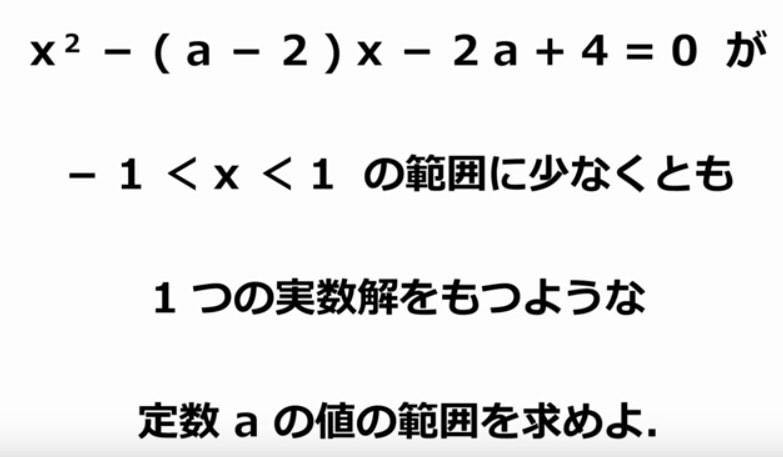 x²－(a－2)x－2a+4=0 が
－1＜x＜1 の範囲に少なくとも
1 つの実数解をもつような
定数 a の値の範囲を求めよ.